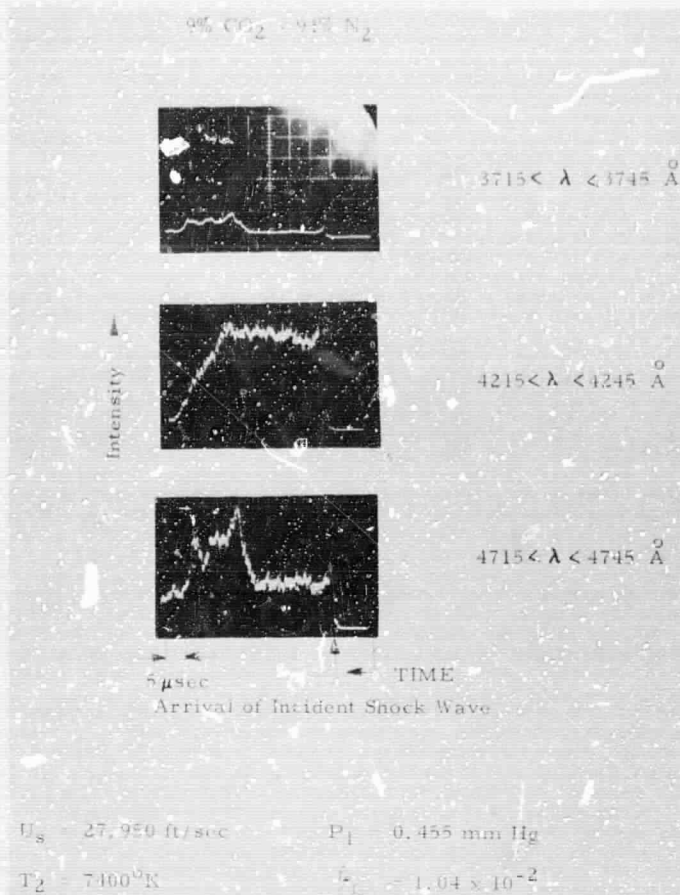 9% CO2 - 91% N2
3715 < λ < 3745 Å
Intensity
4215 < λ < 4245 Å
4715 < λ < 4745 Å
5 μsec
TIME
Arrival of Incident Shock Wave
Us = 27,950 ft/sec
P1 = 0.455 mm Hg
T2 = 7400°K
= 1.04 x 10-2